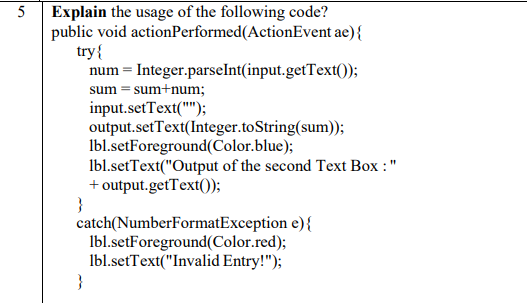 5 Explain the usage of the following code?
public void actionPerformed(ActionEvent ae){
try{
num = Integer.parseInt(input.getText());
sum = sum+num;
input.setText("");
output.setText(Integer.toString(sum));
lbl.setForeground(Color.blue);
lbl.setText("Output of the second Text Box : "
+ output.getText());
}
catch(NumberFormatException e){
lbl.setForeground(Color.red);
lbl.setText("Invalid Entry!");
}